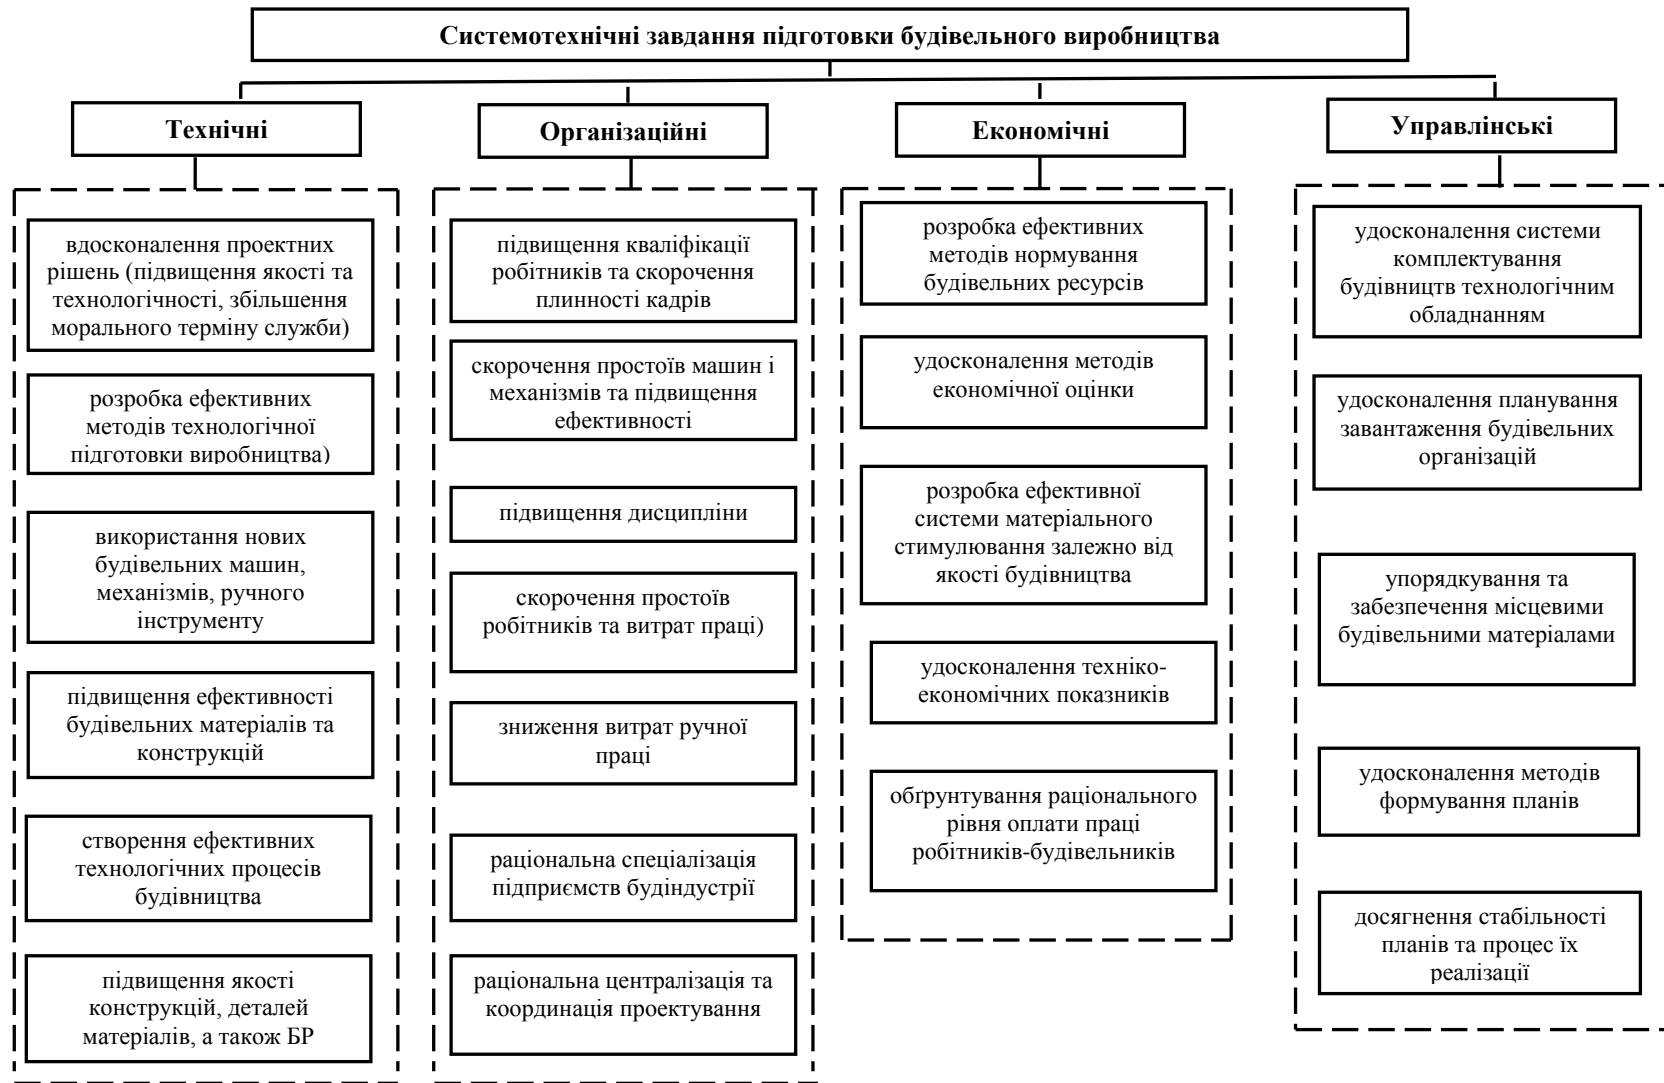 Системотехнічні завдання підготовки будівельного виробництва
Технічні
Організаційні
Економічні
Управлінські
вдосконалення проектних
рішень (підвищення якості та
технологічності, збільшення
морального терміну служби)
розробка ефективних
методів технологічної
підготовки виробництва)
використання нових
будівельних машин,
механізмів, ручного
інструменту
підвищення ефективності
будівельних матеріалів та
конструкцій
створення ефективних
технологічних процесів
будівництва
підвищення якості
конструкцій, деталей
матеріалів, а також БР
підвищення кваліфікації
робітників та скорочення
плинності кадрів
скорочення простоїв машин і
механізмів та підвищення
ефективності
підвищення дисципліни
скорочення простоїв
робітників та витрат праці)
зниження витрат ручної
праці
раціональна спеціалізація
підприємств будіндустрії
раціональна централізація та
координація проектування
розробка ефективних
методів нормування
будівельних ресурсів
удосконалення методів
економічної оцінки
розробка ефективної
системи матеріального
стимулювання залежно від
якості будівництва
удосконалення техніко-
економічних показників
обґрунтування раціонального
рівня оплати праці
робітників-будівельників
удосконалення системи
комплектування
будівництв технологічним
обладнанням
удосконалення планування
завантаження будівельних
організацій
упорядкування та
забезпечення місцевими
будівельними матеріалами
удосконалення методів
формування планів
досягнення стабільності
планів та процес їх
реалізації